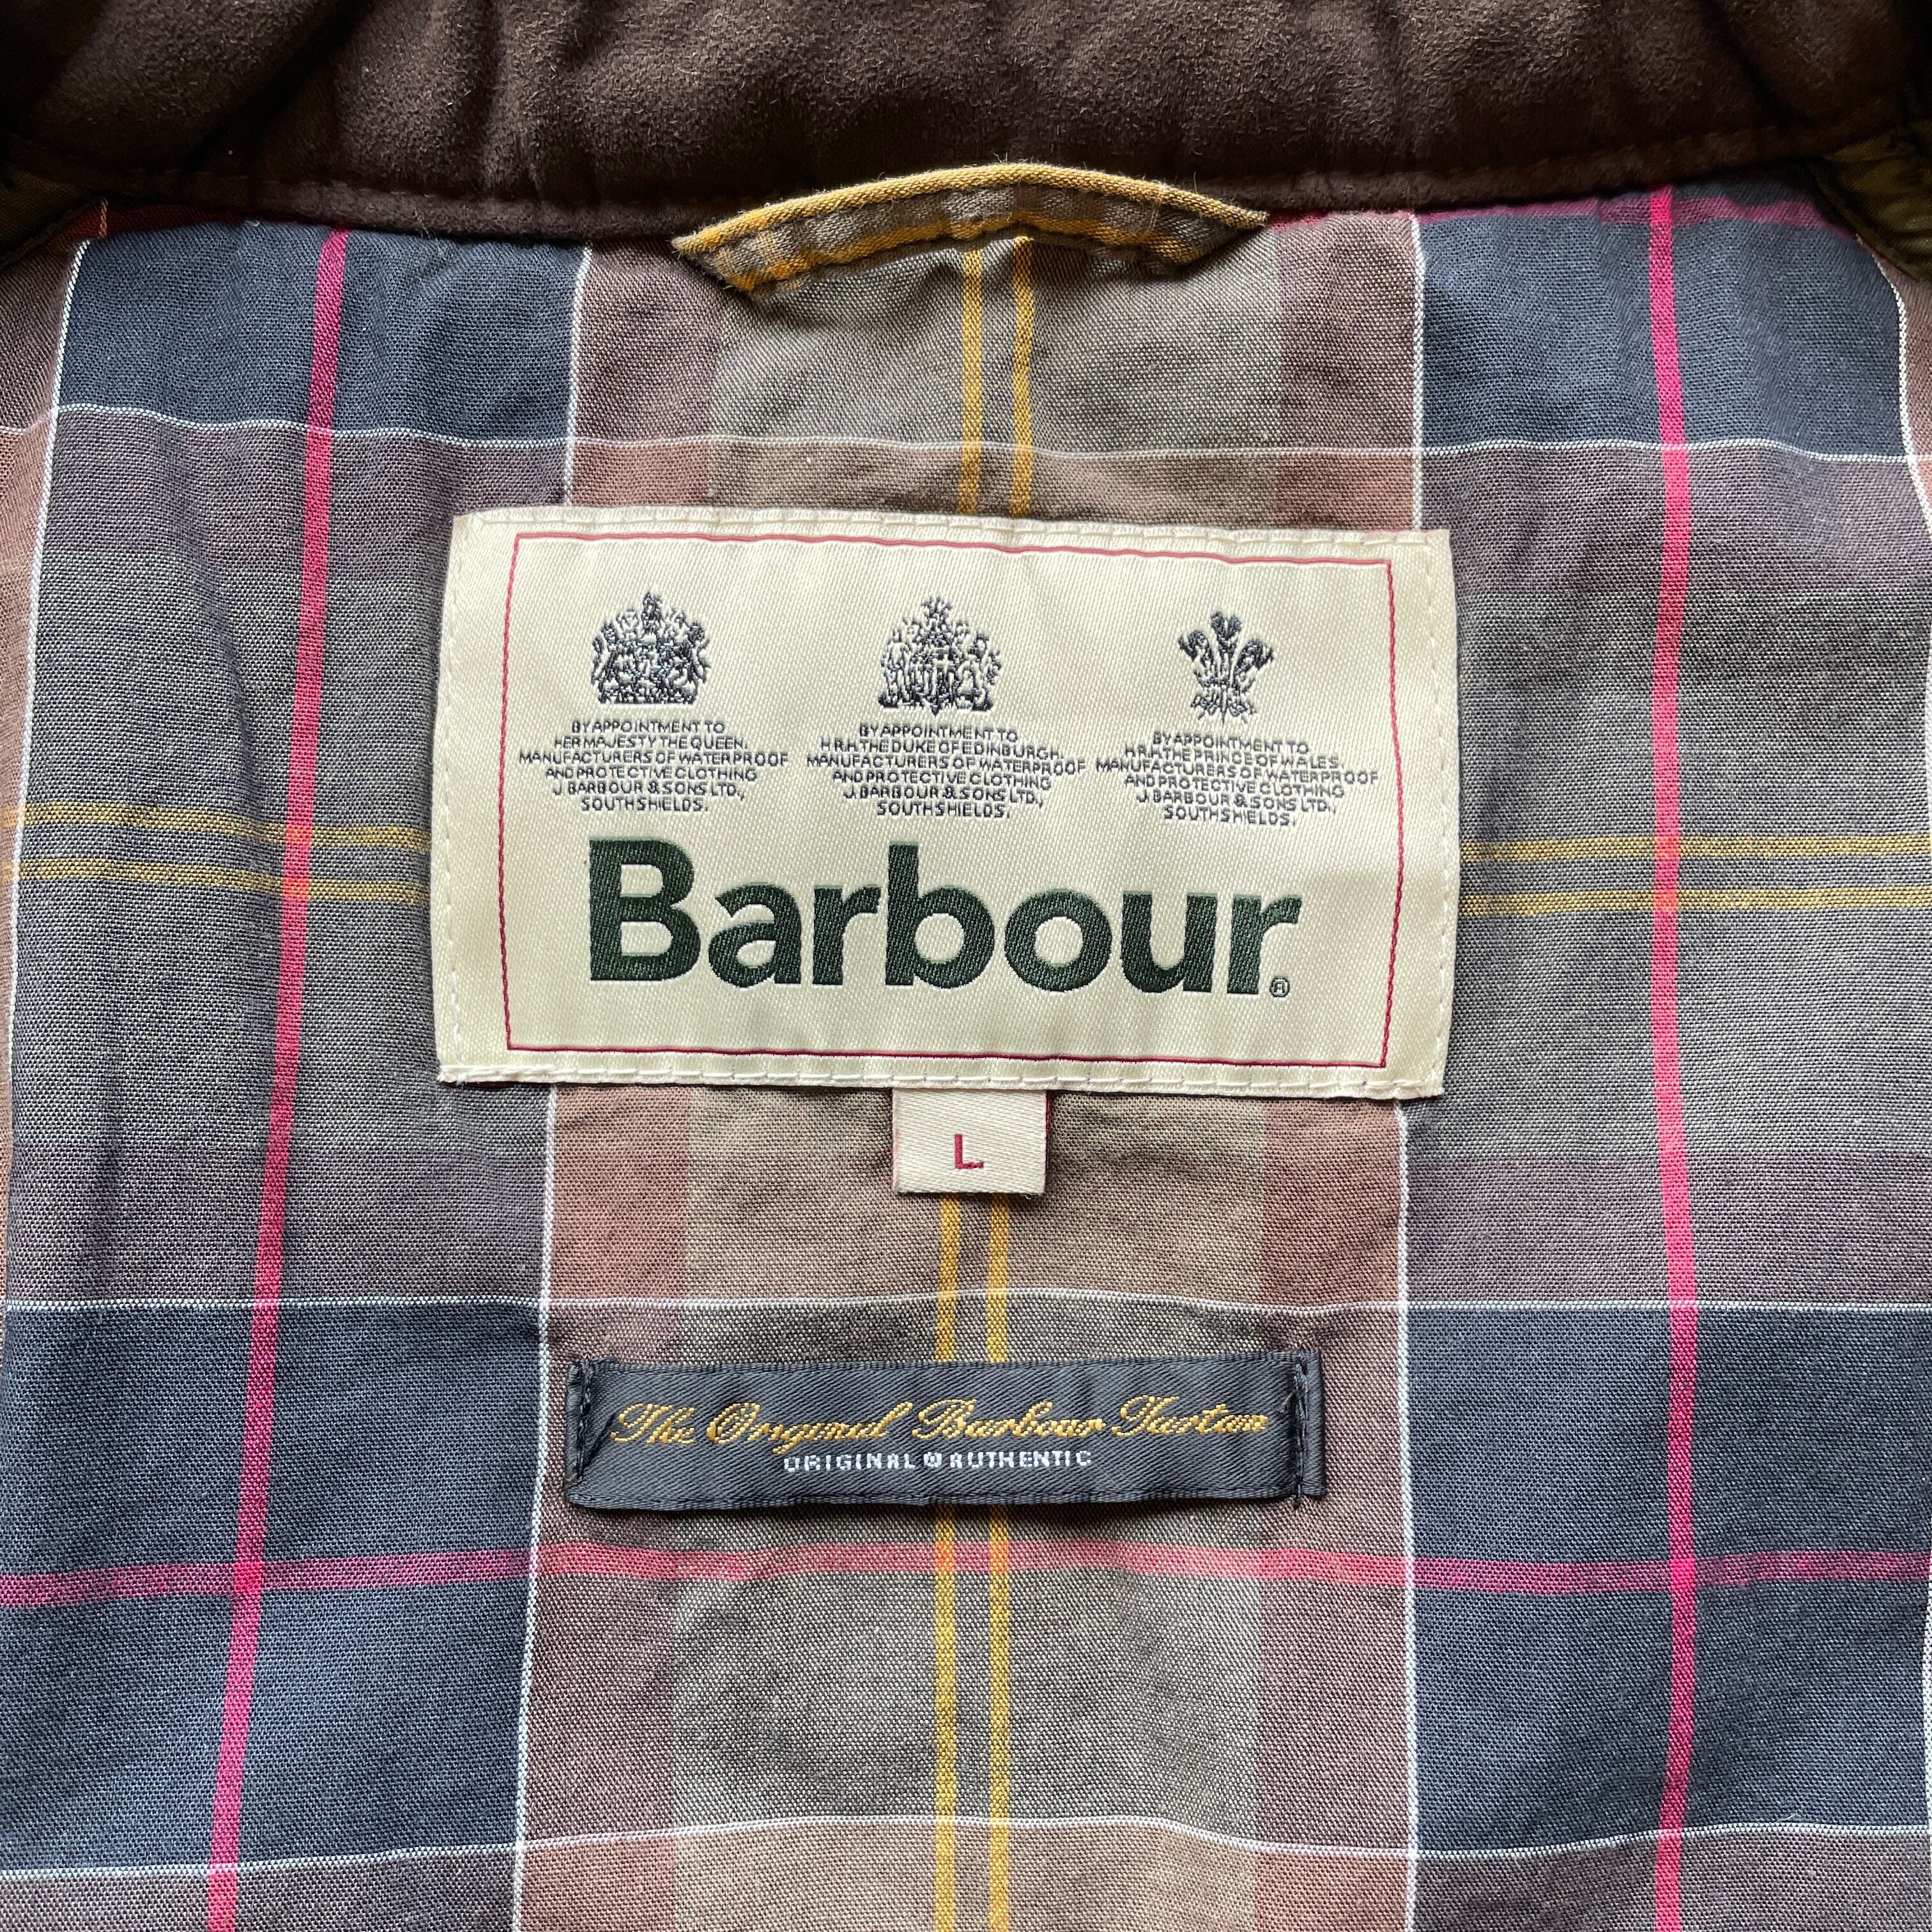 BY APPOINTMENT TO
HER MAJESTY THE QUEEN.
MANUFACTURERS OF WATERPROOF
AND PROTECTIVE CLOTHING
J. BARBOUR & SONS LTD.,
SOUTH SHIELDS.
BY APPOINTMENT TO
H.R.H. THE DUKE OF EDINBURGH.
MANUFACTURERS OF WATERPROOF
AND PROTECTIVE CLOTHING
J. BARBOUR & SONS LTD.,
SOUTH SHIELDS.
BY APPOINTMENT TO
H.R.H. THE PRINCE OF WALES.
MANUFACTURERS OF WATERPROOF
AND PROTECTIVE CLOTHING
J. BARBOUR & SONS LTD.,
SOUTH SHIELDS.
Barbour®
L
The Original Barbour Tartan
ORIGINAL AUTHENTIC